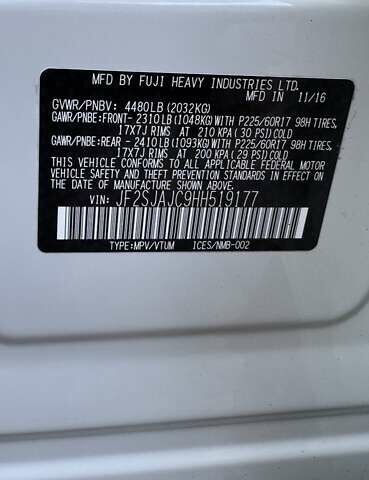 MFD BY FUJI HEAVY INDUSTRIES LTD.
MFD IN 11/16
GVWR/PNBV: 4480LB (2032KG)
GAWR/PNBE:FRONT- 2310LB (1048KG)WITH P225/60R17 98H TIRES,
17X7J RIMS AT 210 KPA (30 PSI)COLD
GAWR/PNBE:REAR - 2410LB (1093KG)WITH P225/60R17 98H TIRES,
17X7J RIMS AT 200 KPA (29 PSI)COLD
THIS VEHICLE CONFORMS TO ALL APPLICABLE FEDERAL MOTOR
VEHICLE SAFETY STANDARDS IN EFFECT ON THE DATE OF
MANUFACTURE SHOWN ABOVE.
VIN: JF2SJAJC9HH519177
TYPE:MPV/VTUM ICES/NMB-002